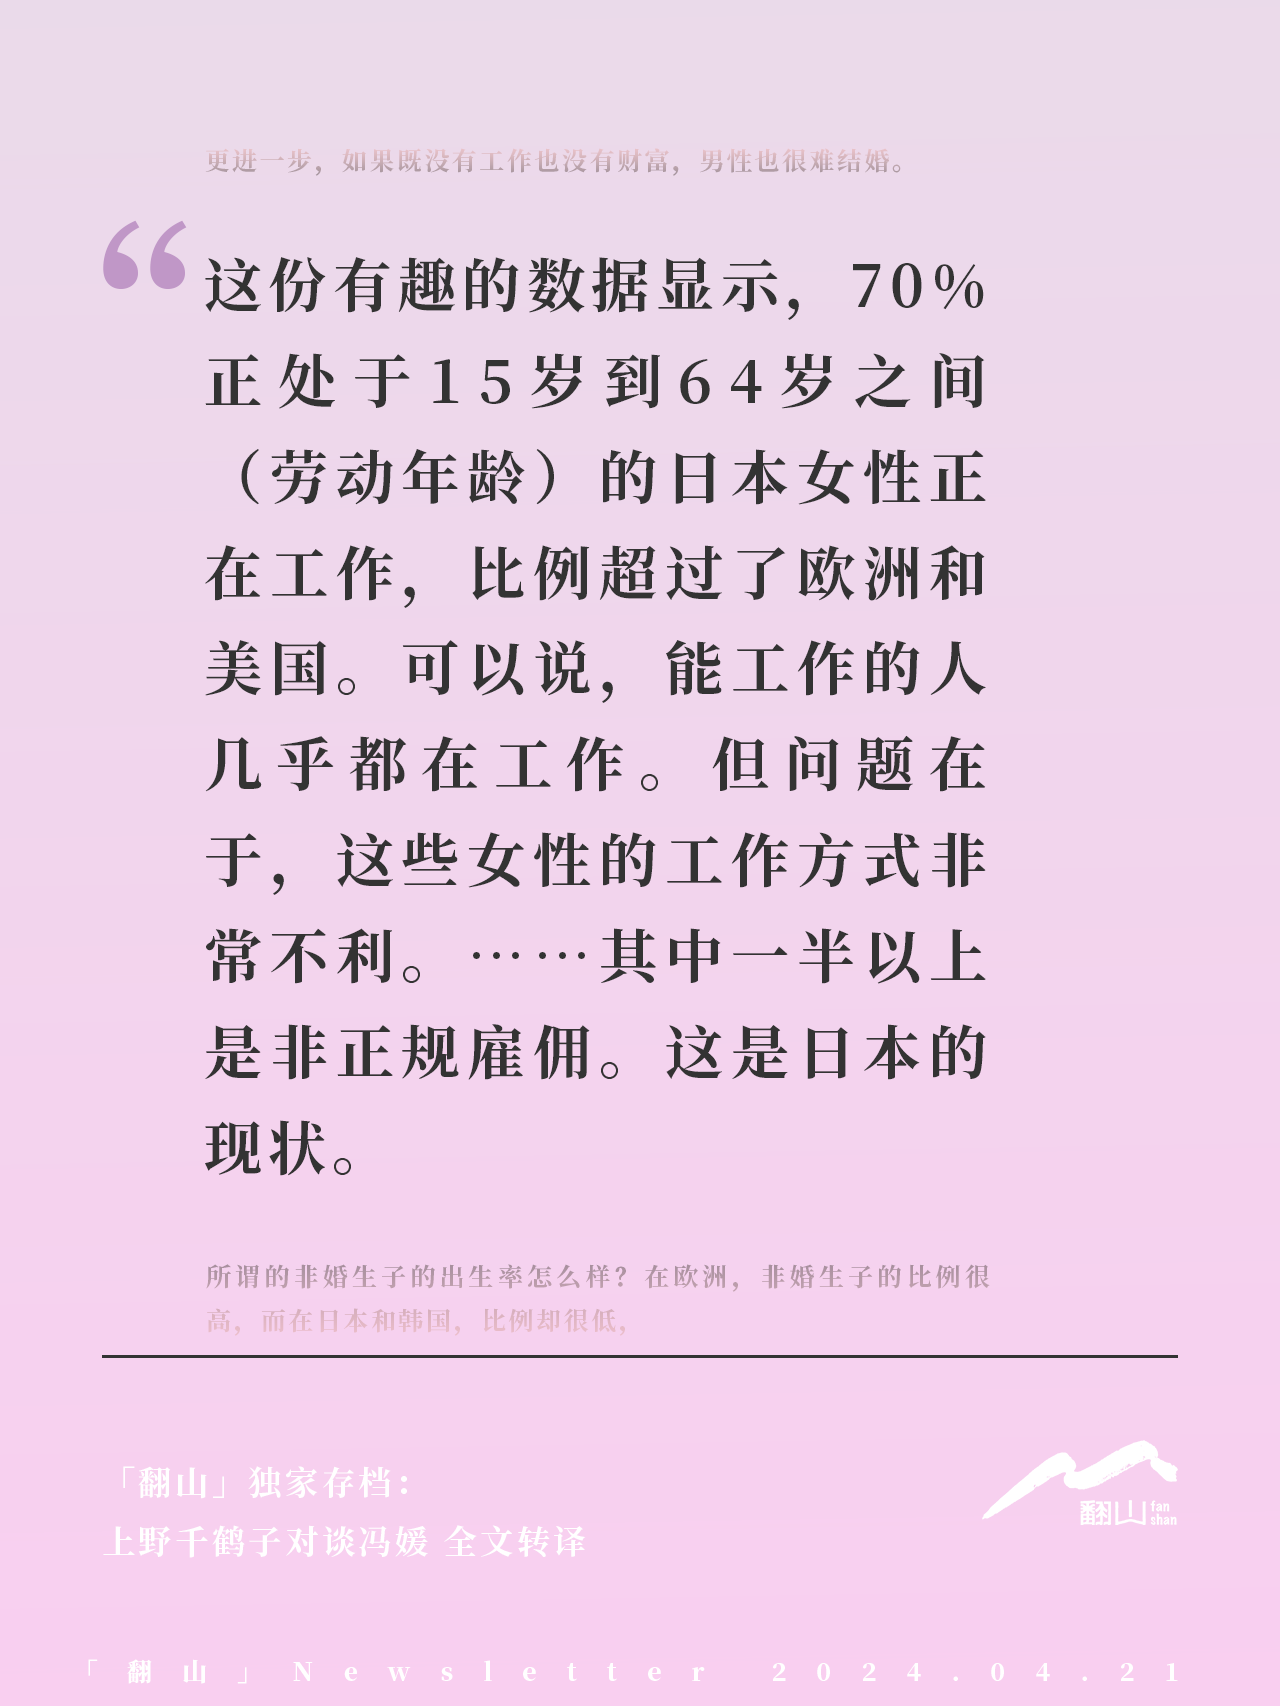 更进一步，如果既没有工作也没有财富，男性也很难结婚。
“这份有趣的数据显示，70%
正处于15岁到64岁之间
（劳动年龄）的日本女性正
在工作，比例超过了欧洲和
美国。可以说，能工作的人
几乎都在工作。但问题在
于，这些女性的工作方式非
常不利。……其中一半以上
是非正规雇佣。这是日本的
现状。
所谓的非婚生子的出生率怎么样？在欧洲，非婚生子的比例很
高，而在日本和韩国，比例却很低，
「翻山」独家存档：
上野千鹤子对谈冯媛 全文转译
翻山 fan shan
「翻山」Newsletter 2024.04.21